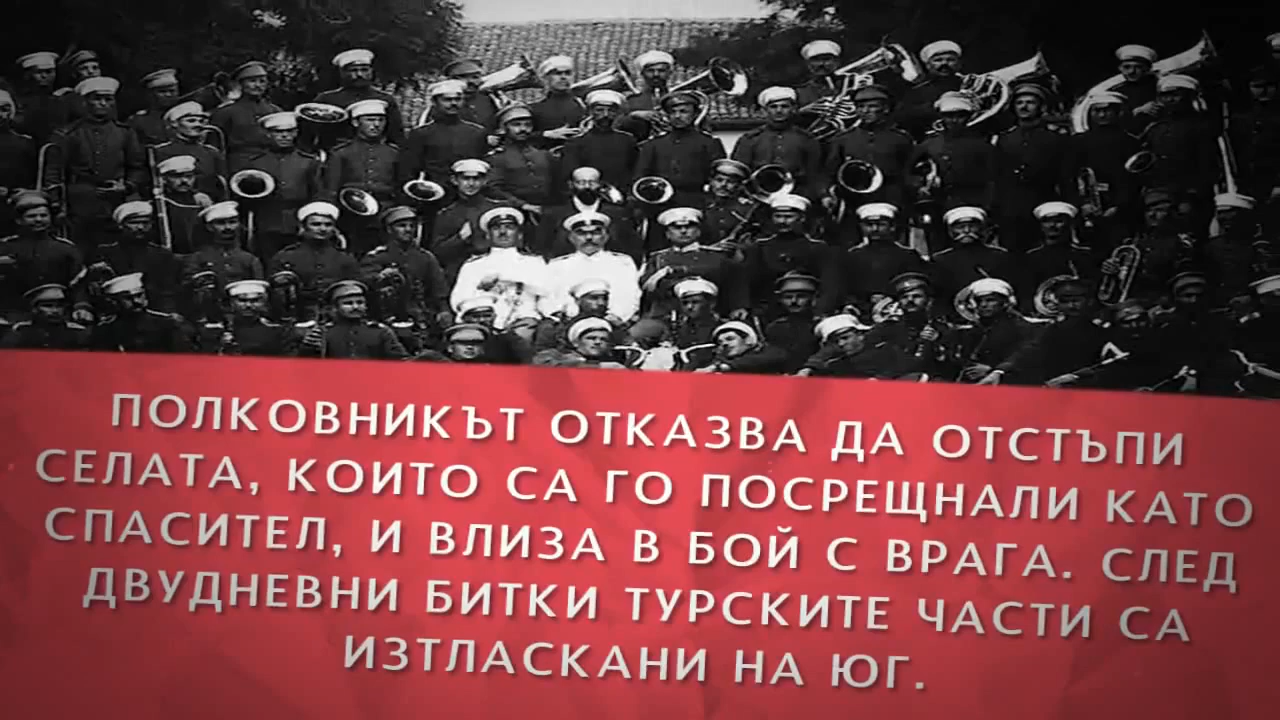 ПОЛКОВНИКЪТ ОТКАЗВА ДА ОТСТЪПИ
СЕЛАТА, КОИТО СА ГО ПОСРЕЩНАЛИ КАТО
СПАСИТЕЛ, И ВЛИЗА В БОЙ С ВРАГА. СЛЕД
ДВУДНЕВНИ БИТКИ ТУРСКИТЕ ЧАСТИ СА
ИЗТЛАСКАНИ НА ЮГ.